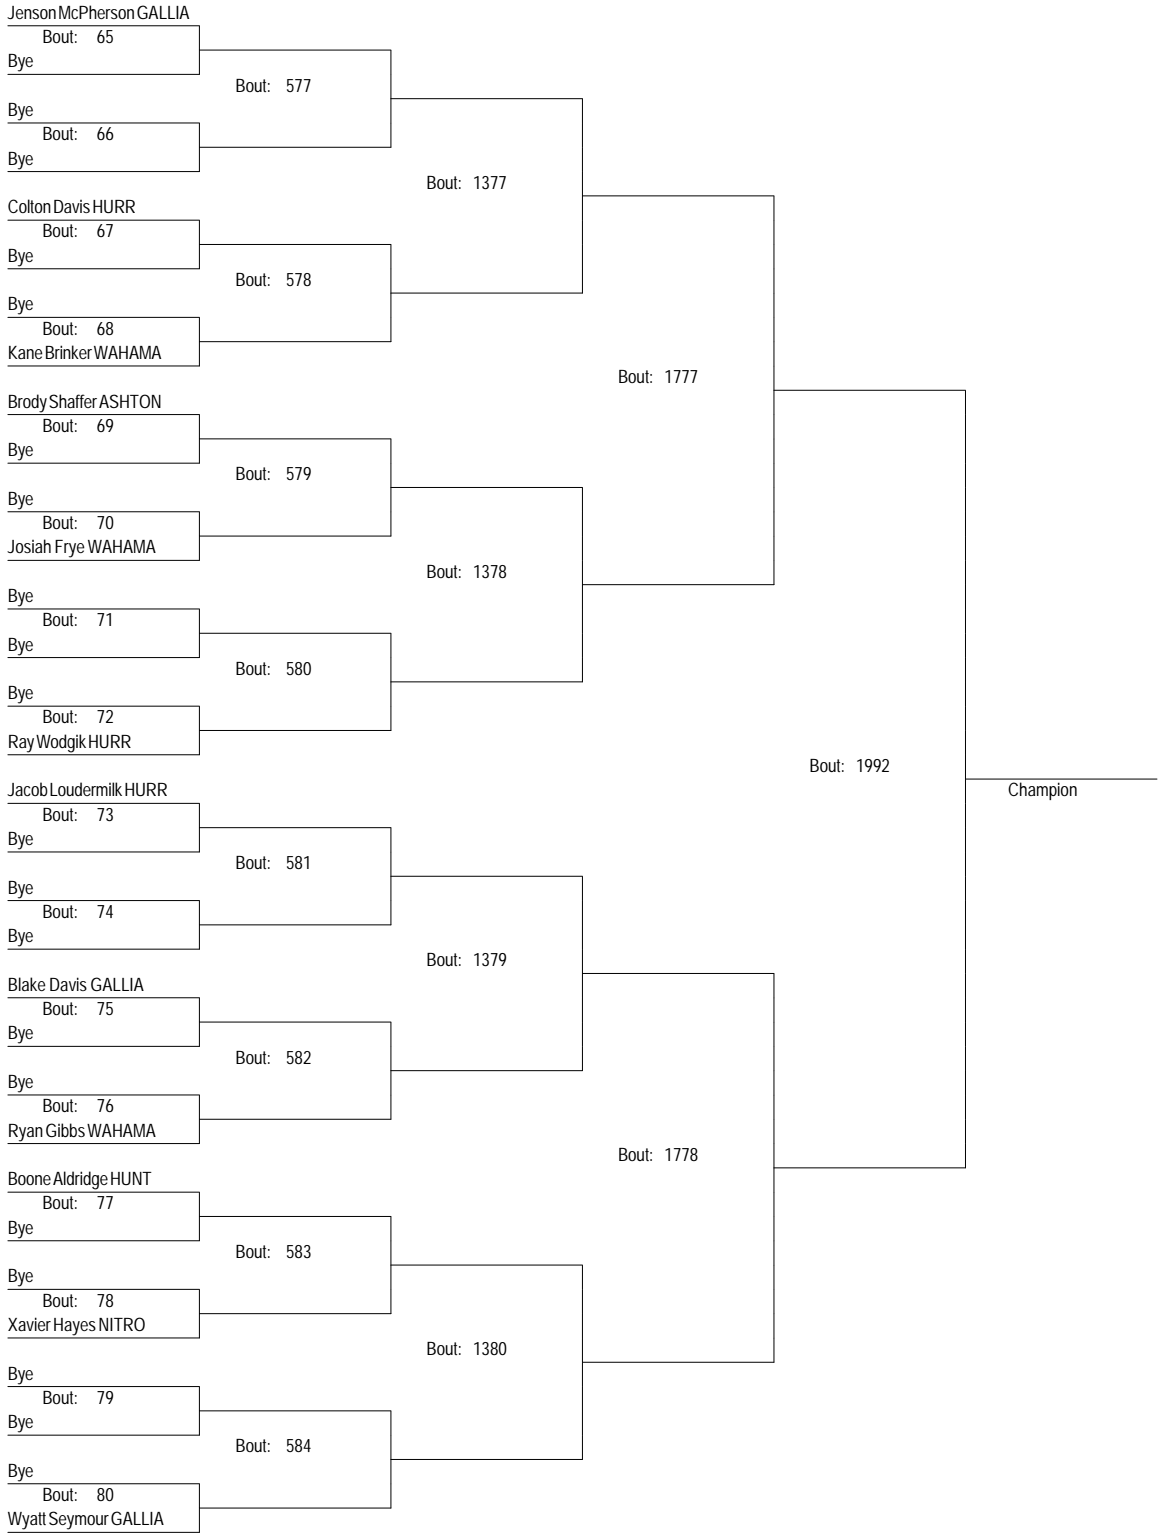 Jenson McPherson GALLIA
Bout: 65
Bye
Bout: 577
Bye
Bout: 66
Bye
Bout: 1377
Colton Davis HURR
Bout: 67
Bye
Bout: 578
Bye
Bout: 68
Kane Brinker WAHAMA
Bout: 1777
Brody Shaffer ASHTON
Bout: 69
Bye
Bout: 579
Bye
Bout: 70
Josiah Frye WAHAMA
Bout: 1378
Bye
Bout: 71
Bye
Bout: 580
Bye
Bout: 72
Ray Wodgik HURR
Bout: 1992
Jacob Loudermilk HURR
Champion
Bout: 73
Bye
Bout: 581
Bye
Bout: 74
Bye
Bout: 1379
Blake Davis GALLIA
Bout: 75
Bye
Bout: 582
Bye
Bout: 76
Ryan Gibbs WAHAMA
Bout: 1778
Boone Aldridge HUNT
Bout: 77
Bye
Bout: 583
Bye
Bout: 78
Xavier Hayes NITRO
Bout: 1380
Bye
Bout: 79
Bye
Bout: 584
Bye
Bout: 80
Wyatt Seymour GALLIA